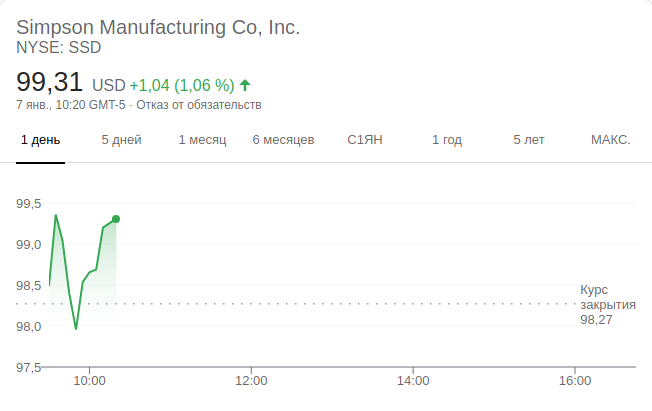 Simpson Manufacturing Co, Inc.
NYSE: SSD
99,31 USD +1,04 (1,06 %)
7 янв., 10:20 GMT-5 · Отказ от обязательств
1 день 5 дней 1 месяц 6 месяцев С1ЯН 1 год 5 лет МАКС.
99,5
99,0
98,5
Курс
закрытия
98,27
98,0
97,5
10:00 12:00 14:00 16:00